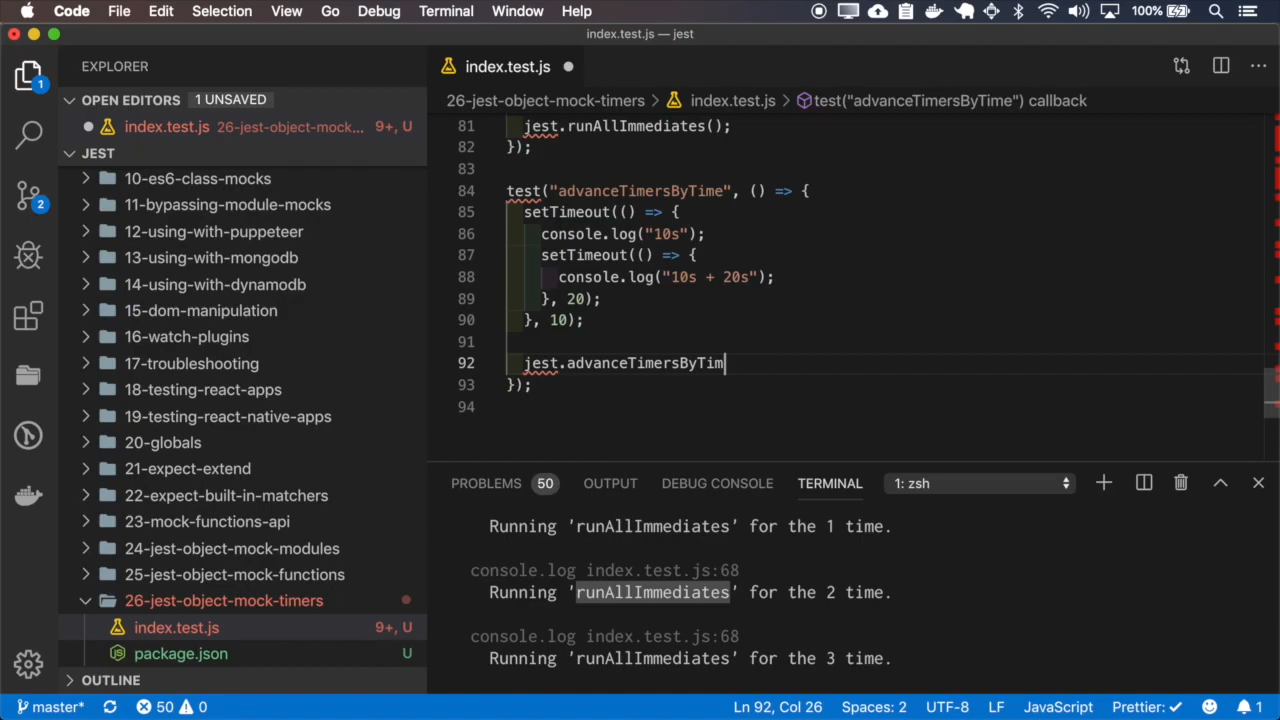 Code File Edit Selection View Go Debug Terminal Window Help 100%
index.test.js — jest
EXPLORER
OPEN EDITORS 1 UNSAVED
index.test.js 26-jest-object-mock... 9+, U
JEST
10-es6-class-mocks
11-bypassing-module-mocks
12-using-with-puppeteer
13-using-with-mongodb
14-using-with-dynamodb
15-dom-manipulation
16-watch-plugins
17-troubleshooting
18-testing-react-apps
19-testing-react-native-apps
20-globals
21-expect-extend
22-expect-built-in-matchers
23-mock-functions-api
24-jest-object-mock-modules
25-jest-object-mock-functions
26-jest-object-mock-timers
index.test.js 9+, U
package.json U
OUTLINE
1
2
index.test.js
26-jest-object-mock-timers > index.test.js > test("advanceTimersByTime") callback
81 jest.runAllImmediates();
82 });
83
84 test("advanceTimersByTime", () => {
85 setTimeout(() => {
86 console.log("10s");
87 setTimeout(() => {
88 console.log("10s + 20s");
89 }, 20);
90 }, 10);
91
92 jest.advanceTimersByTim
93 });
94
PROBLEMS 50 OUTPUT DEBUG CONSOLE TERMINAL 1: zsh
Running 'runAllImmediates' for the 1 time.
console.log index.test.js:68
Running 'runAllImmediates' for the 2 time.
console.log index.test.js:68
Running 'runAllImmediates' for the 3 time.
master* 50 0 Ln 92, Col 26 Spaces: 2 UTF-8 LF JavaScript Prettier: ✓ 1